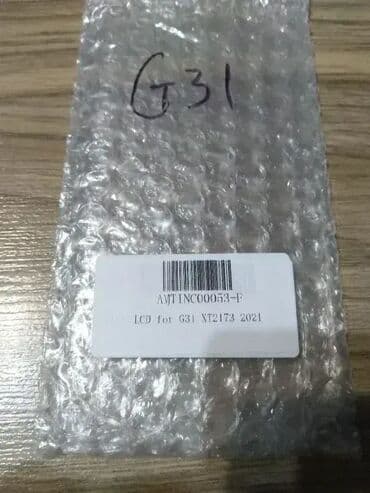 G31
AMTINC00053-F
LCD for G31 XT2173 2021